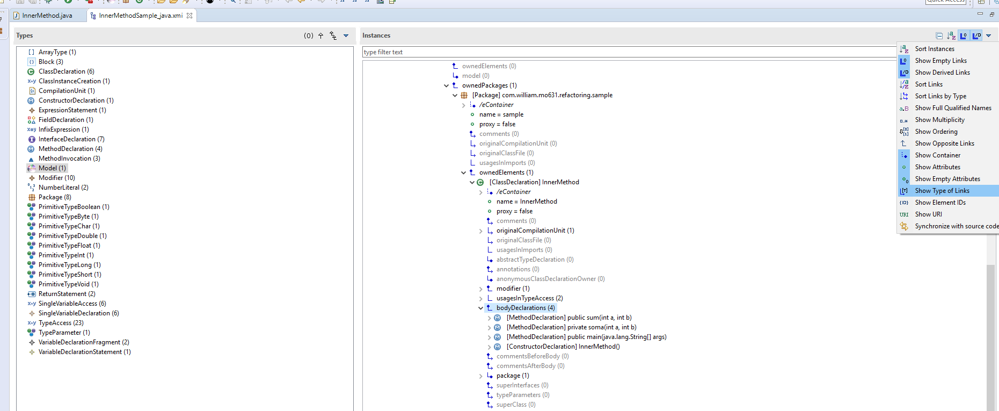 Quick Access
InnerMethod.java
InnerMethodSample_java.xmi
Types
(0)
ArrayType (1)
Block (3)
ClassDeclaration (6)
ClassInstanceCreation (1)
CompilationUnit (1)
ConstructorDeclaration (1)
ExpressionStatement (1)
FieldDeclaration (1)
InfixExpression (1)
InterfaceDeclaration (7)
MethodDeclaration (4)
MethodInvocation (3)
Model (1)
Modifier (10)
NumberLiteral (2)
Package (8)
PrimitiveTypeBoolean (1)
PrimitiveTypeByte (1)
PrimitiveTypeChar (1)
PrimitiveTypeDouble (1)
PrimitiveTypeFloat (1)
PrimitiveTypeInt (1)
PrimitiveTypeLong (1)
PrimitiveTypeShort (1)
PrimitiveTypeVoid (1)
ReturnStatement (2)
SingleVariableAccess (6)
SingleVariableDeclaration (6)
TypeAccess (23)
TypeParameter (1)
VariableDeclarationFragment (2)
VariableDeclarationStatement (1)
Instances
type filter text
ownedElements (0)
model (0)
ownedPackages (1)
[Package] com.william.mo631.refactoring.sample
/eContainer
name = sample
proxy = false
comments (0)
originalCompilationUnit (0)
originalClassFile (0)
usagesInImports (0)
ownedElements (1)
[ClassDeclaration] InnerMethod
/eContainer
name = InnerMethod
proxy = false
comments (0)
originalCompilationUnit (1)
originalClassFile (0)
usagesInImports (0)
abstractTypeDeclaration (0)
annotations (0)
anonymousClassDeclarationOwner (0)
modifier (1)
usagesInTypeAccess (2)
bodyDeclarations (4)
[MethodDeclaration] public sum(int a, int b)
[MethodDeclaration] private soma(int a, int b)
[MethodDeclaration] public main(java.lang.String[] args)
[ConstructorDeclaration] InnerMethod()
commentsBeforeBody (0)
commentsAfterBody (0)
package (1)
superInterfaces (0)
typeParameters (0)
superClass (0)
Sort Instances
Show Empty Links
Show Derived Links
Sort Links
Sort Links by Type
Show Full Qualified Names
Show Multiplicity
Show Ordering
Show Opposite Links
Show Container
Show Attributes
Show Empty Attributes
Show Type of Links
Show Element IDs
Show URI
Synchronize with source code